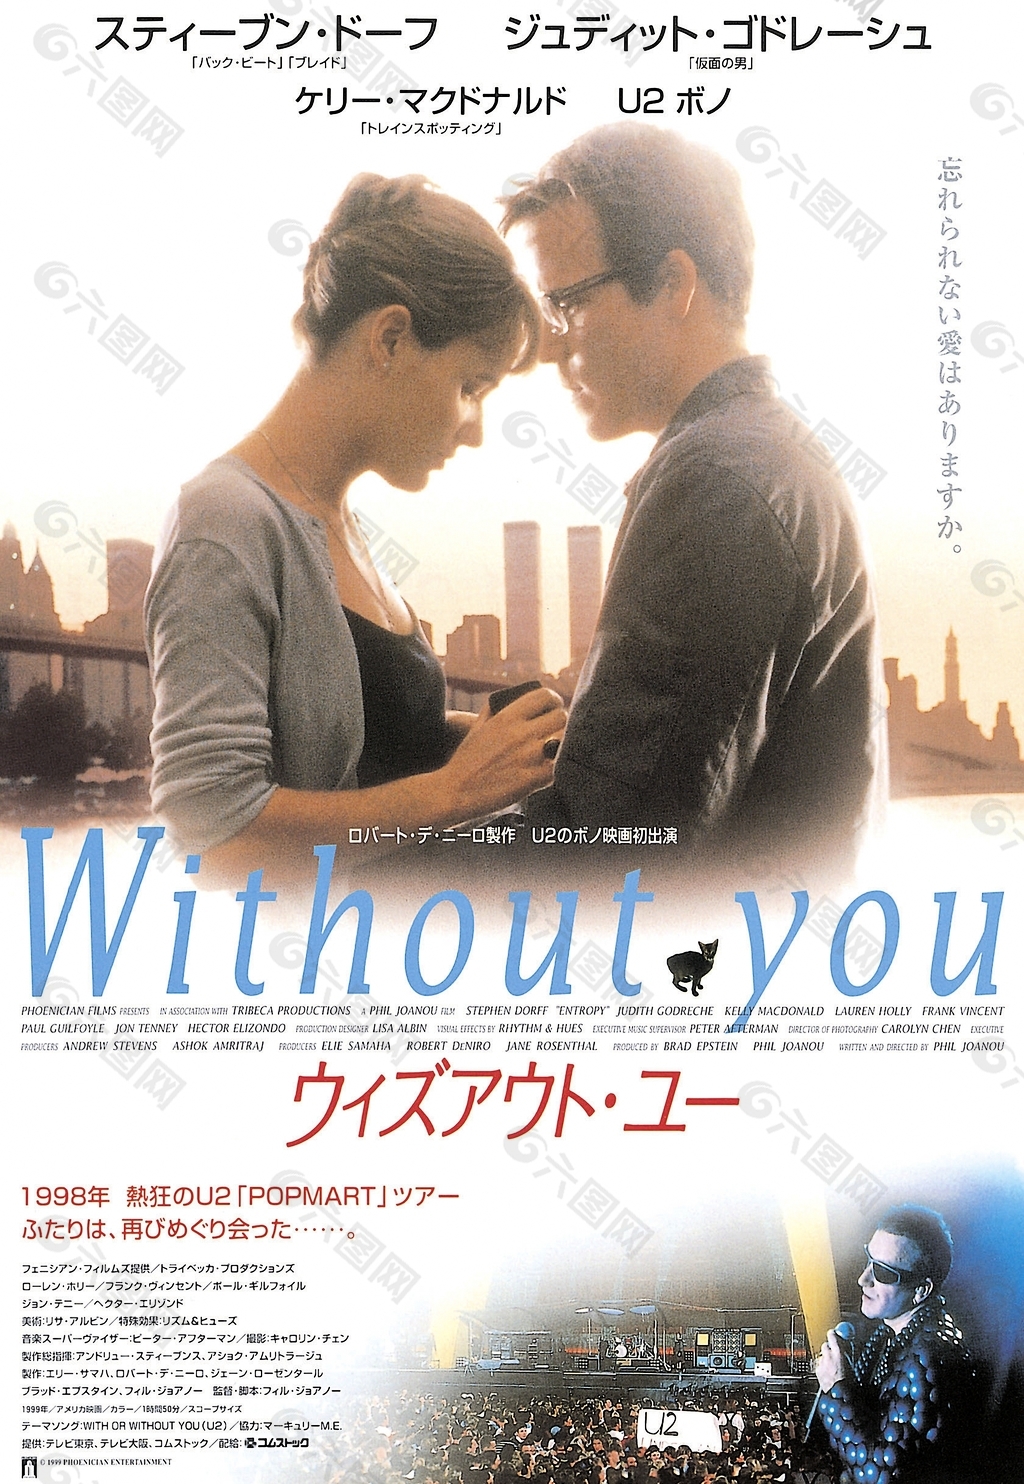 スティーブン・ドーフ ジュディット・ゴドレーシュ
「バック・ビート」「ブレイド」 「仮面の男」
ケリー・マクドナルド U2 ボノ
「トレインスポッティング」
忘れられない愛はありますか。
ロバート・デ・ニーロ製作 U2のボノ映画初出演
Without you
PHOENICIAN FILMS PRESENTS IN ASSOCIATION WITH TRIBECA PRODUCTIONS A PHIL JOANOU FILM STEPHEN DORFF "ENTROPY" JUDITH GODRECHE KELLY MACDONALD LAUREN HOLLY FRANK VINCENT
PAUL GUILFOYLE JON TENNEY HECTOR ELIZONDO PRODUCTION DESIGNER LISA ALBIN VISUAL EFFECTS BY RHYTHM & HUES EXECUTIVE MUSIC SUPERVISOR PETER AFTERMAN DIRECTOR OF PHOTOGRAPHY CAROLYN CHEN EXECUTIVE
PRODUCERS ANDREW STEVENS ASHOK AMRITRAJ PRODUCERS ELIE SAMAHA ROBERT DeNIRO JANE ROSENTHAL PRODUCED BY BRAD EPSTEIN PHIL JOANOU WRITTEN AND DIRECTED BY PHIL JOANOU
ウィズアウト・ユー
1998年 熱狂のU2「POPMART」ツアー
ふたりは、再びめぐり会った……。
フェニシアン・フィルムズ提供／トライベッカ・プロダクションズ
ローレン・ホリー／フランク・ヴィンセント／ポール・ギルフォイル
ジョン・テニー／ヘクター・エリゾンド
美術:リサ・アルビン／特殊効果:リズム&ヒューズ
音楽スーパーヴァイザー:ピーター・アフターマン／撮影:キャロリン・チェン
製作総指揮:アンドリュー・スティーブンス、アショク・アムリトラージュ
製作:エリー・サマハ、ロバート・デ・ニーロ、ジェーン・ローゼンタール
ブラッド・エプスタイン、フィル・ジョアノー 監督・脚本:フィル・ジョアノー
1999年／アメリカ映画／カラー／1時間50分／スコープサイズ
テーマソング:WITH OR WITHOUT YOU（U2）／協力:マーキュリーM.E.
提供:テレビ東京、テレビ大阪、コムストック／配給:コムストック
© 1999 PHOENICIAN ENTERTAINMENT
U2
六图网